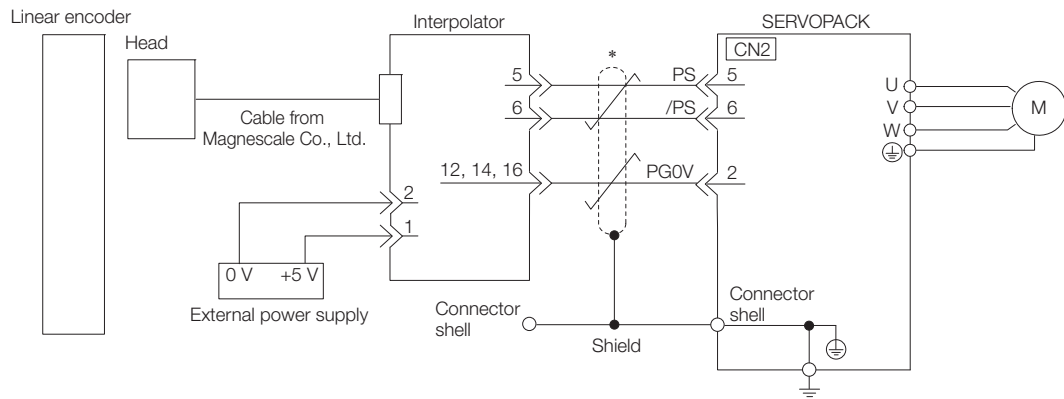 Linear encoder
Head
Interpolator
SERVOPACK
CN2
*
5
PS
5
6
/PS
6
Cable from
Magnescale Co., Ltd.
12, 14, 16
PG0V
2
2
1
0 V
+5 V
External power supply
Connector
shell
Shield
Connector
shell
U
V
W
M